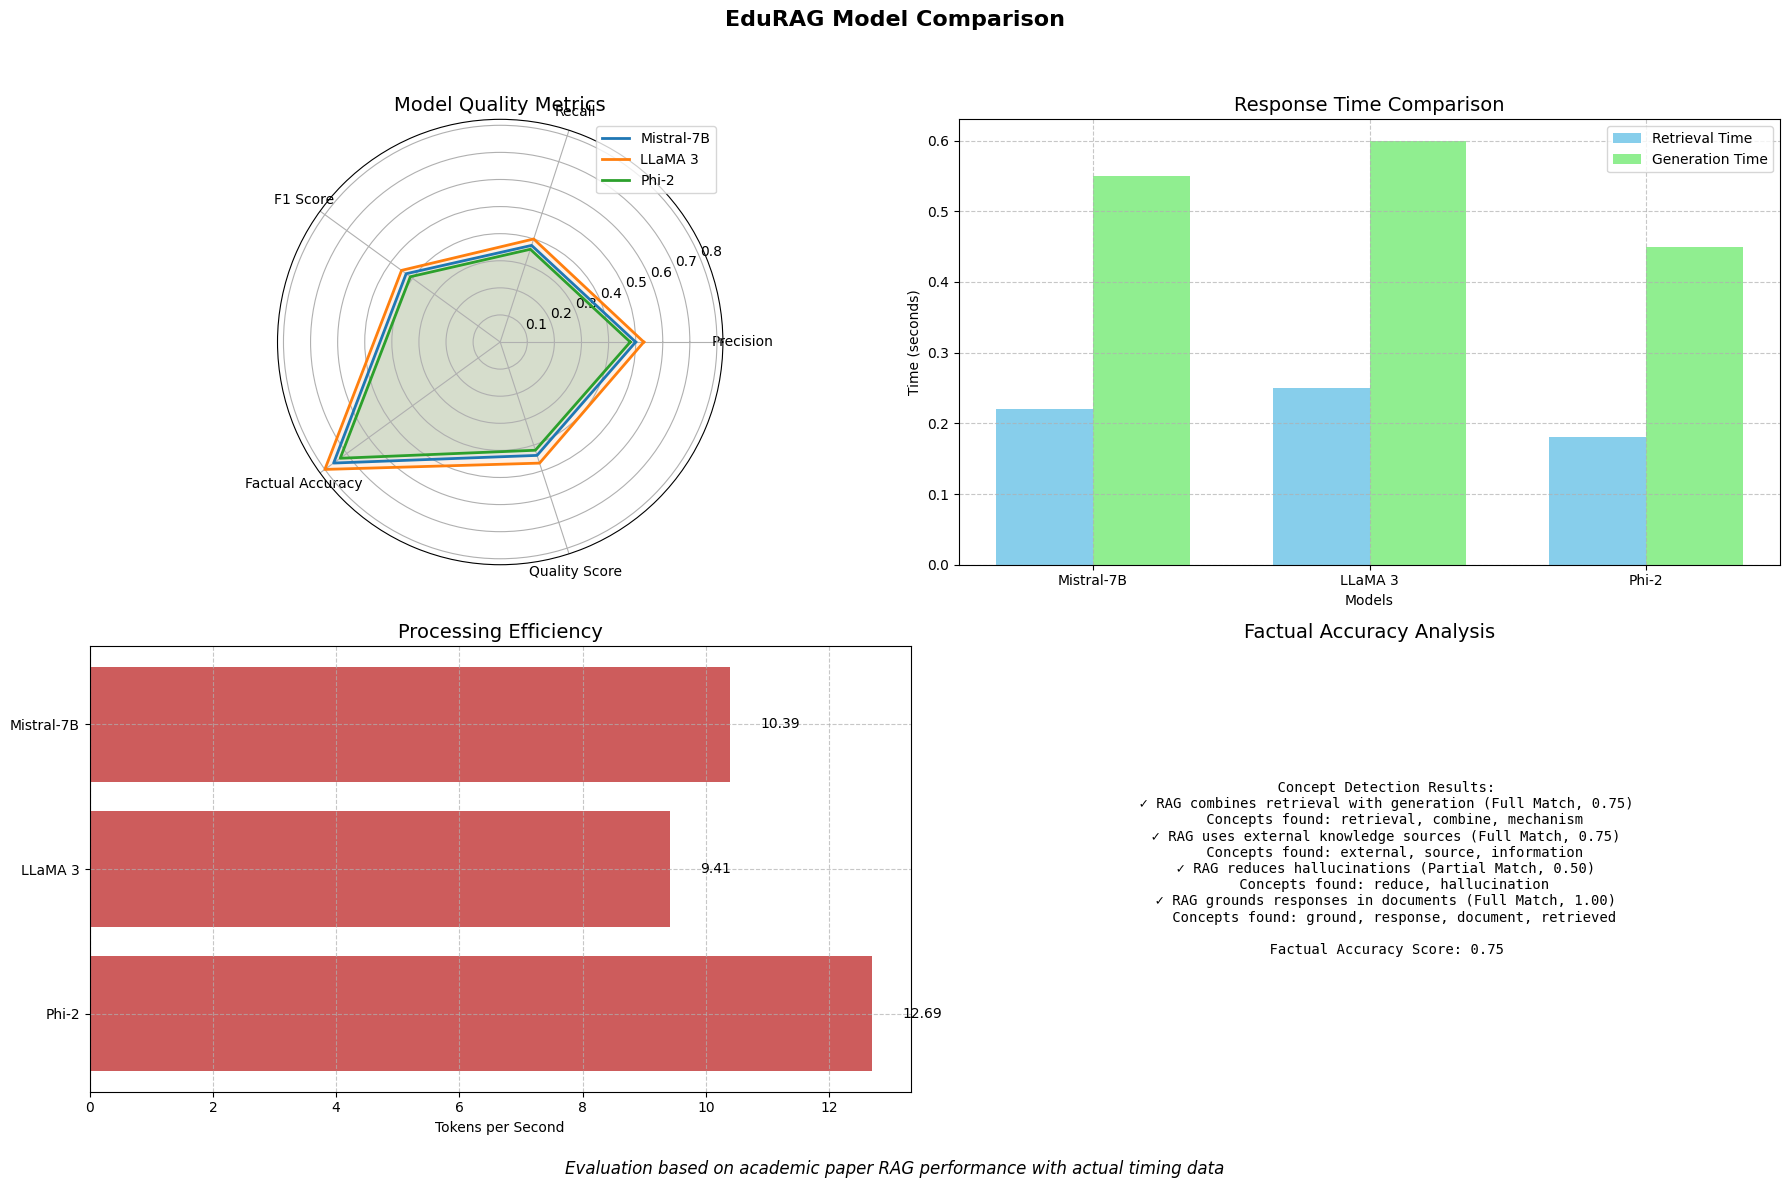 EduRAG Model Comparison
Model Quality Metrics
Recall
Mistral-7B
LLaMA 3
Phi-2
F1 Score
0.8
0.7
0.6
0.5
0.4
0.3
0.2
0.1
Precision
Factual Accuracy
Quality Score
Response Time Comparison
Retrieval Time
Generation Time
0.6
0.5
0.4
0.3
0.2
0.1
0.0
Time (seconds)
Mistral-7B
LLaMA 3
Phi-2
Models
Processing Efficiency
Mistral-7B
10.39
LLaMA 3
9.41
Phi-2
12.69
0 2 4 6 8 10 12
Tokens per Second
Factual Accuracy Analysis
Concept Detection Results:
✓ RAG combines retrieval with generation (Full Match, 0.75)
Concepts found: retrieval, combine, mechanism
✓ RAG uses external knowledge sources (Full Match, 0.75)
Concepts found: external, source, information
✓ RAG reduces hallucinations (Partial Match, 0.50)
Concepts found: reduce, hallucination
✓ RAG grounds responses in documents (Full Match, 1.00)
Concepts found: ground, response, document, retrieved
Factual Accuracy Score: 0.75
Evaluation based on academic paper RAG performance with actual timing data